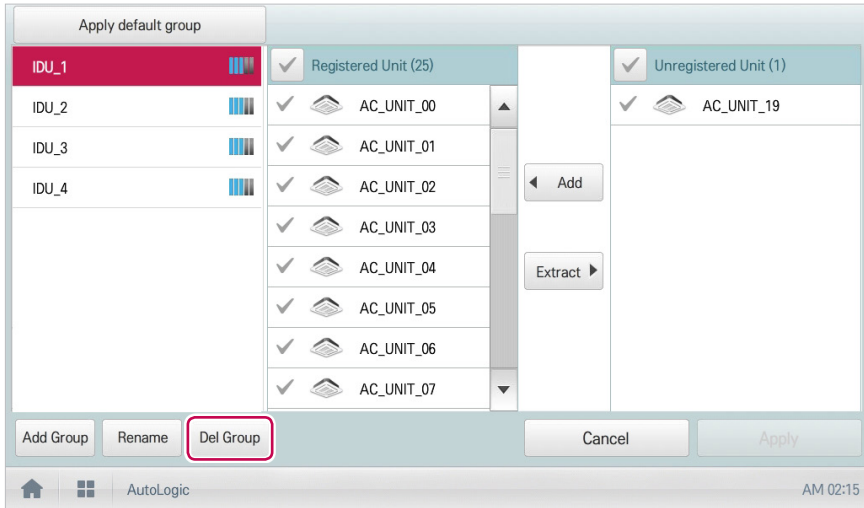 Apply default group
IDU_1
IDU_2
IDU_3
IDU_4
Registered Unit (25)
AC_UNIT_00
AC_UNIT_01
AC_UNIT_02
AC_UNIT_03
AC_UNIT_04
AC_UNIT_05
AC_UNIT_06
AC_UNIT_07
Add
Extract
Unregistered Unit (1)
AC_UNIT_19
Add Group
Rename
Del Group
Cancel
Apply
AutoLogic
AM 02:15